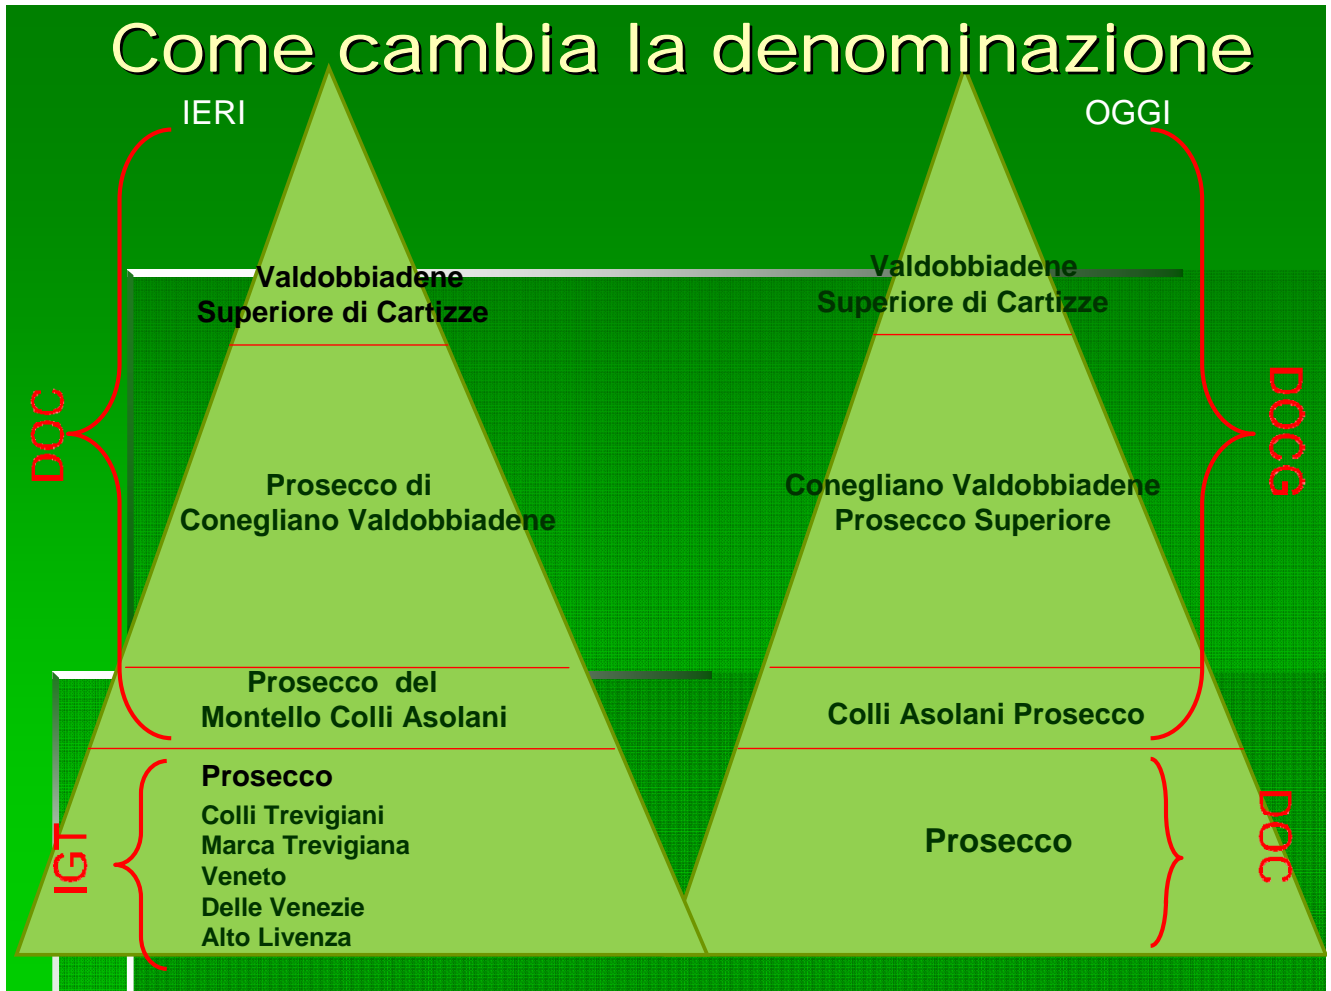 Come cambia la denominazione
IERI
DOC
Valdobbiadene
Superiore di Cartizze
Prosecco di
Conegliano Valdobbiadene
Prosecco del
Montello Colli Asolani
IGT
Prosecco
Colli Trevigiani
Marca Trevigiana
Veneto
Delle Venezie
Alto Livenza
OGGI
Valdobbiadene
Superiore di Cartizze
DOCG
Conegliano Valdobbiadene
Prosecco Superiore
Colli Asolani Prosecco
Prosecco
DOC